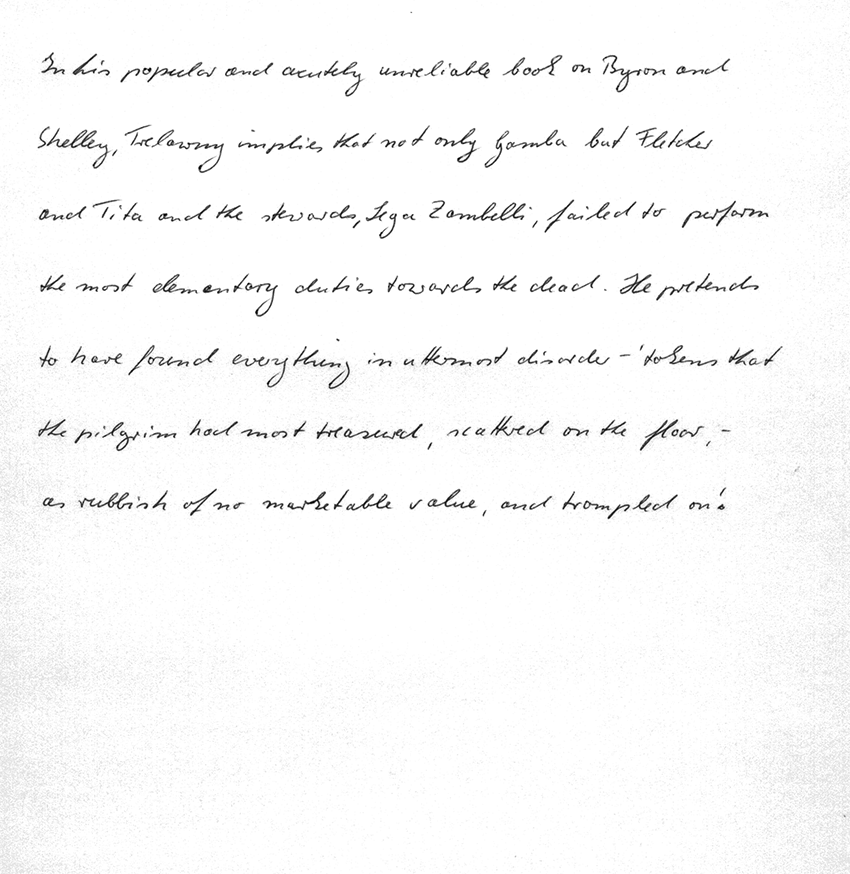 In his popular and acutely unreliable book on Byron and
Shelley, Trelawny implies that not only Gamba but Fletcher
and Tita and the stewards, Lega Zambelli, failed to perform
the most elementary duties towards the dead. He pretends
to have found everything in uttermost disorder - 'tokens that
the pilgrim had most treasured, scattered on the floor, -
as rubbish of no marketable value, and trampled on'.